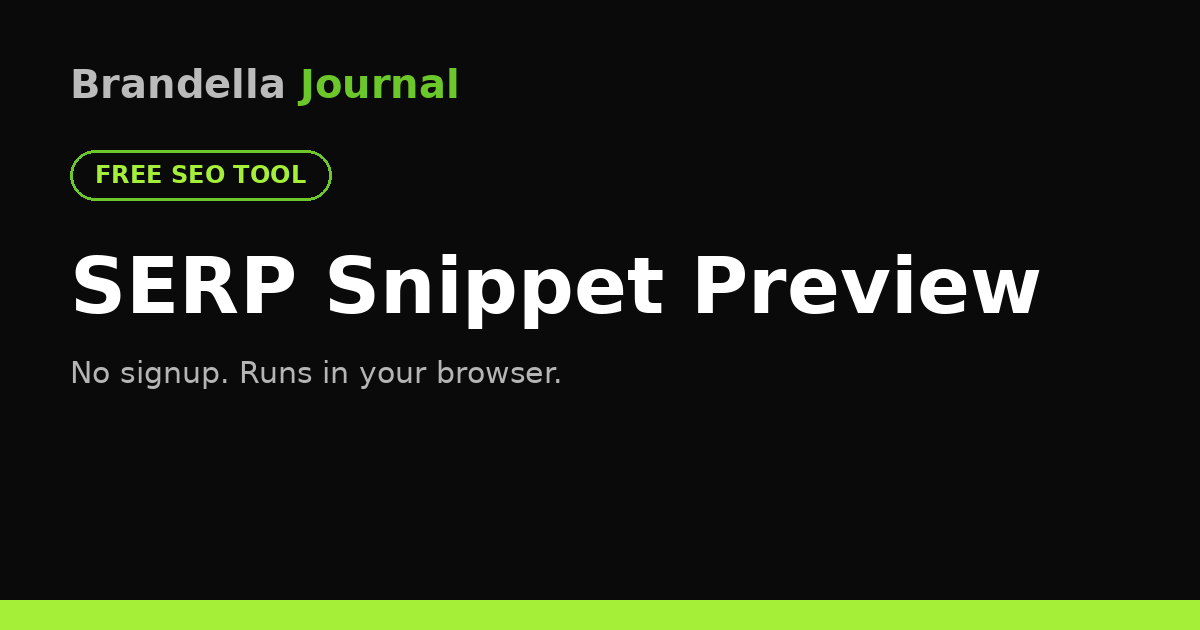 Brandella Journal
FREE SEO TOOL
SERP Snippet Preview
No signup. Runs in your browser.